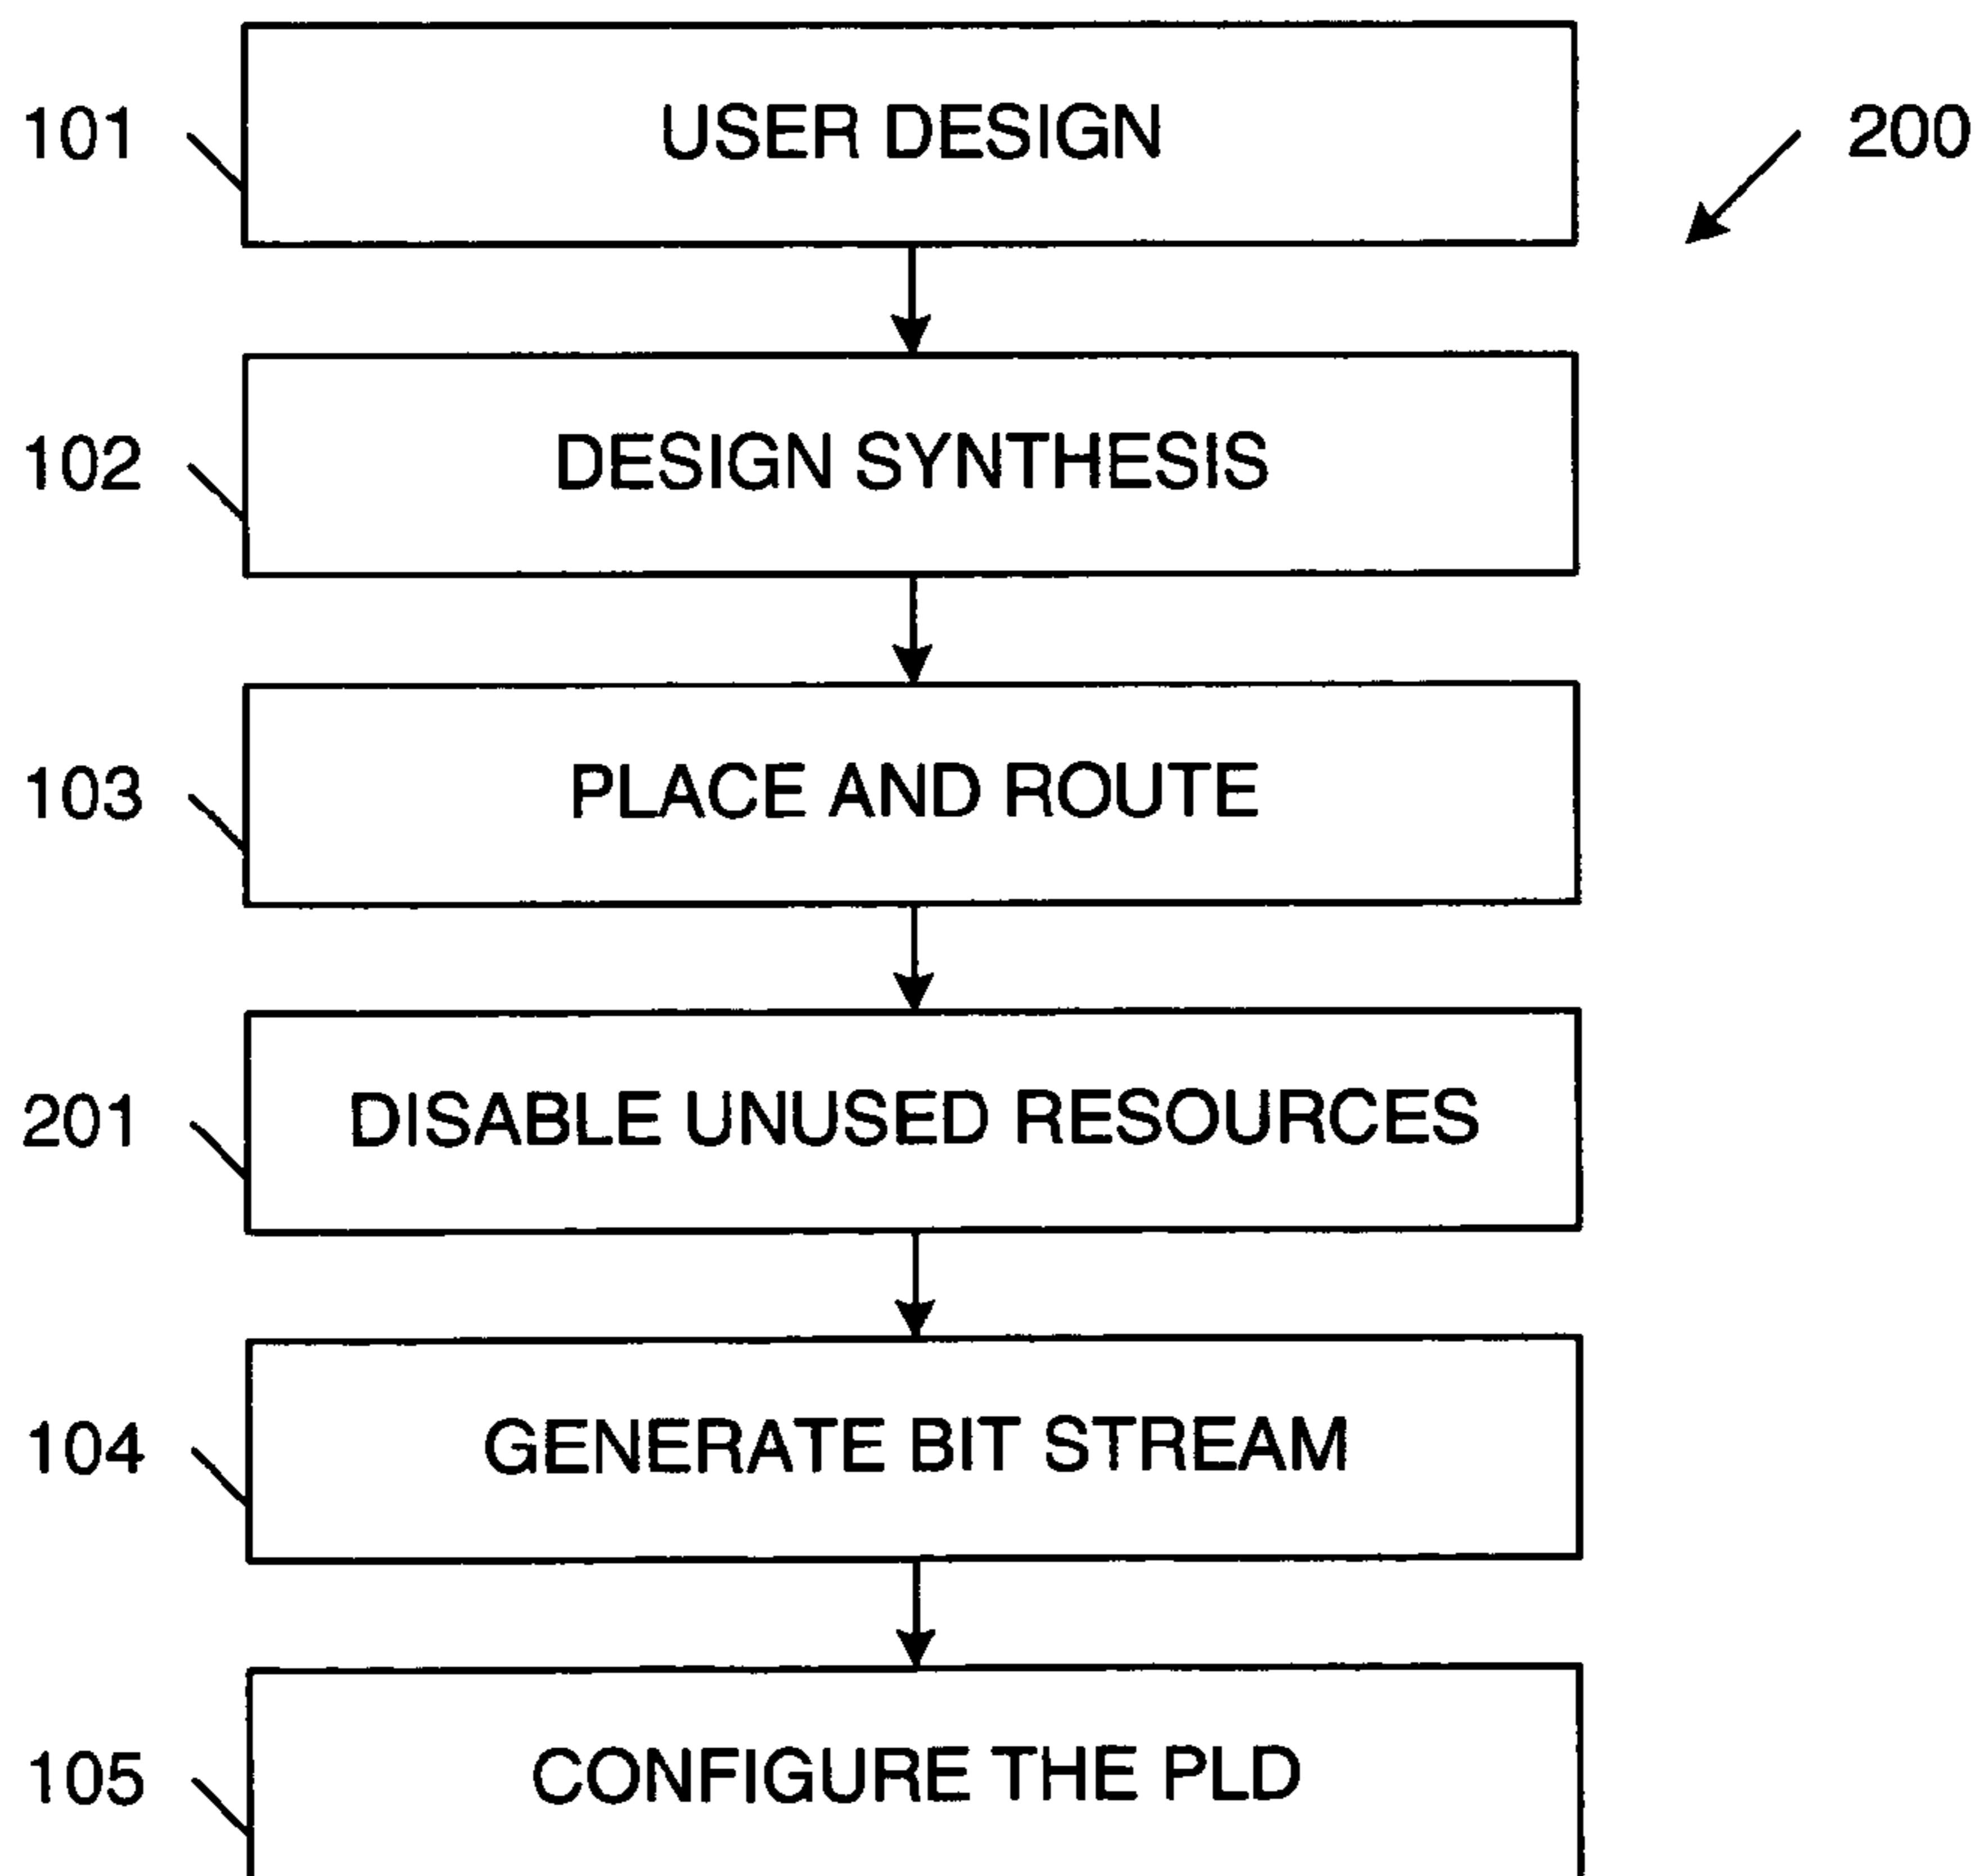 101
USER DESIGN
200
102
DESIGN SYNTHESIS
103
PLACE AND ROUTE
201
DISABLE UNUSED RESOURCES
104
GENERATE BIT STREAM
105
CONFIGURE THE PLD